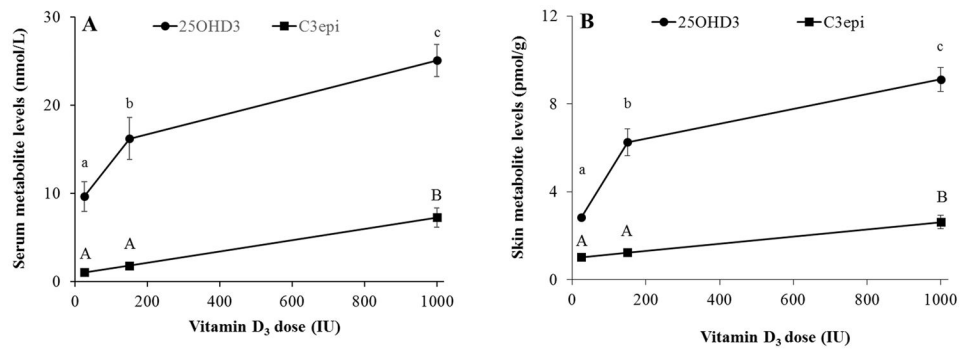 A
25OHD3 C3epi
Serum metabolite levels (nmol/L)
30
20
10
0
a
b
c
A
A
B
0 200 400 600 800 1000
Vitamin D₃ dose (IU)
B
25OHD3 C3epi
Skin metabolite levels (pmol/g)
12
8
4
0
a
b
c
A
A
B
0 200 400 600 800 1000
Vitamin D₃ dose (IU)